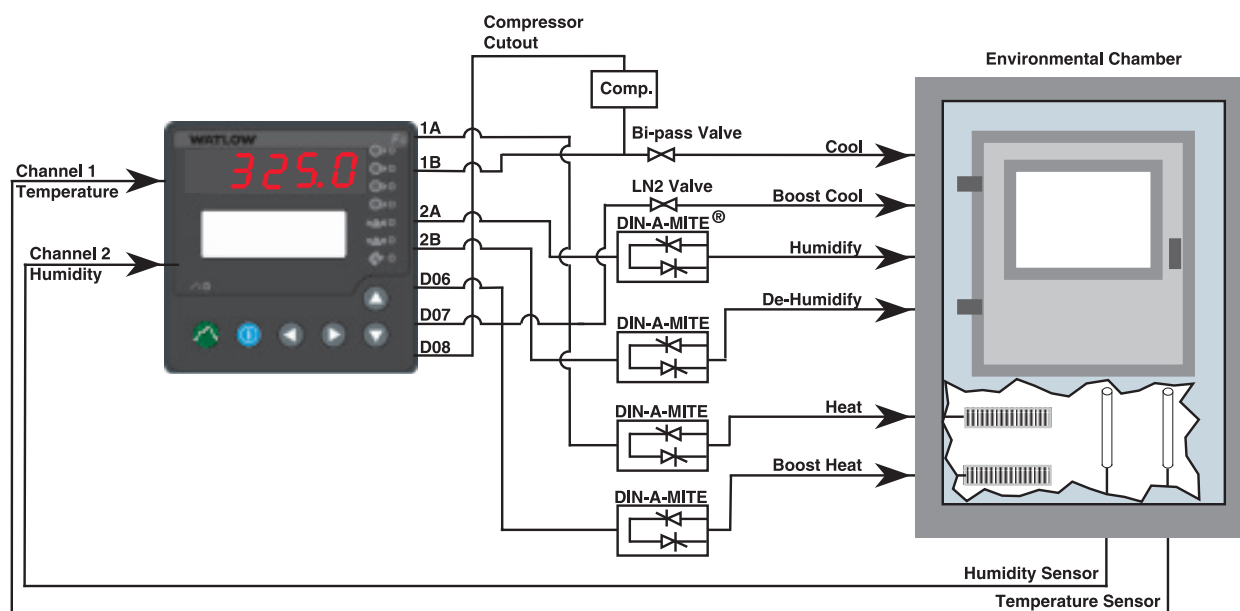 Compressor
Cutout
Environmental Chamber
Comp.
WATLOW
325.0
1A
1B
2A
2B
D06
D07
D08
Channel 1
Temperature
Channel 2
Humidity
Bi-pass Valve
Cool
LN2 Valve
Boost Cool
DIN-A-MITE®
Humidify
DIN-A-MITE
De-Humidify
DIN-A-MITE
Heat
DIN-A-MITE
Boost Heat
Humidity Sensor
Temperature Sensor